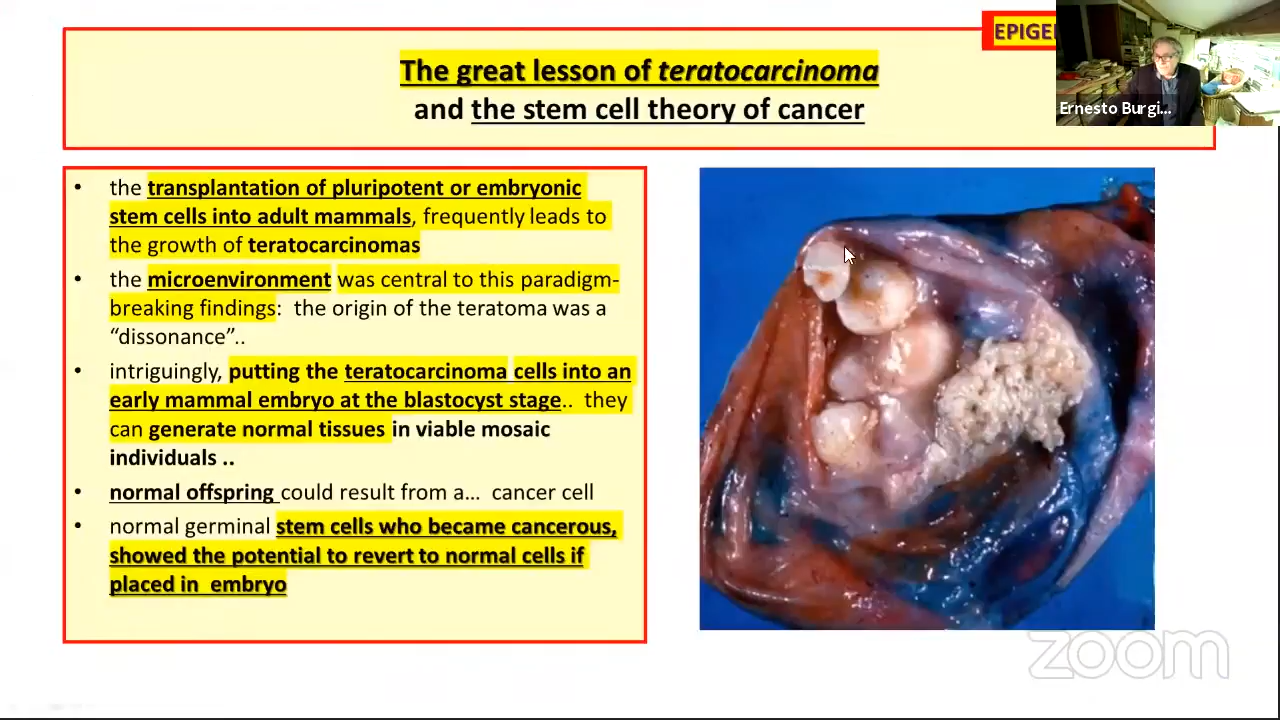 EPIGE
The great lesson of teratocarcinoma
and the stem cell theory of cancer
Ernesto Burgi...
• the transplantation of pluripotent or embryonic
stem cells into adult mammals, frequently leads to
the growth of teratocarcinomas
• the microenvironment was central to this paradigm-
breaking findings: the origin of the teratoma was a
“dissonance”..
• intriguingly, putting the teratocarcinoma cells into an
early mammal embryo at the blastocyst stage.. they
can generate normal tissues in viable mosaic
individuals ..
• normal offspring could result from a… cancer cell
• normal germinal stem cells who became cancerous,
showed the potential to revert to normal cells if
placed in embryo
zoom